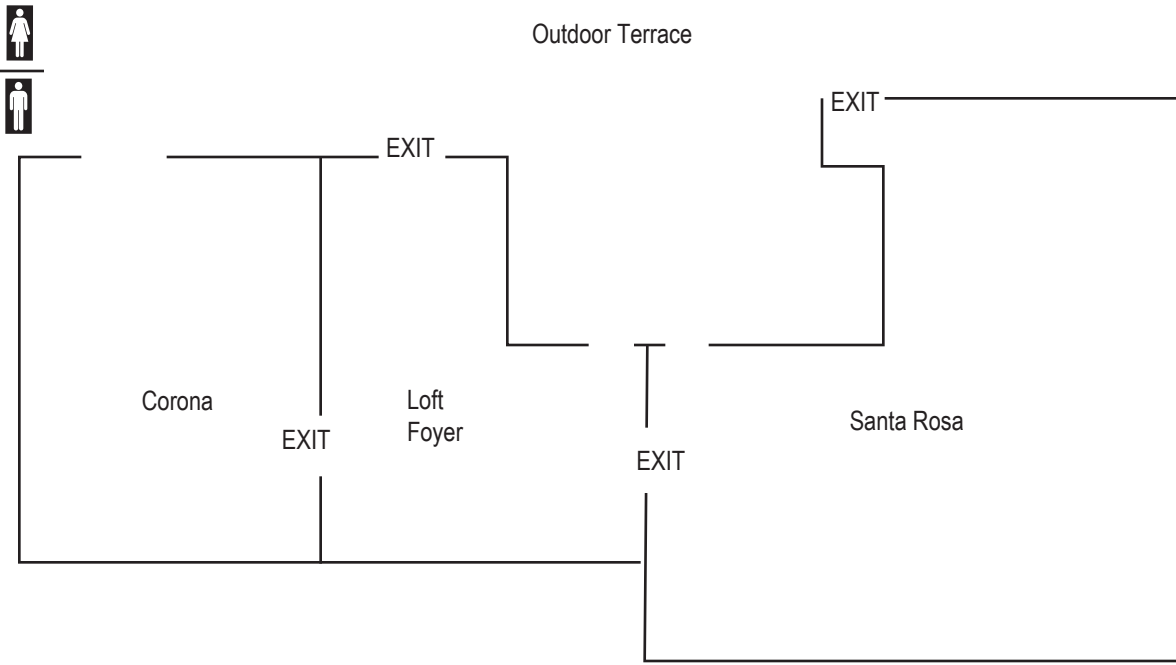 Outdoor Terrace
EXIT
EXIT
Corona
Loft
Foyer
Santa Rosa
EXIT
EXIT